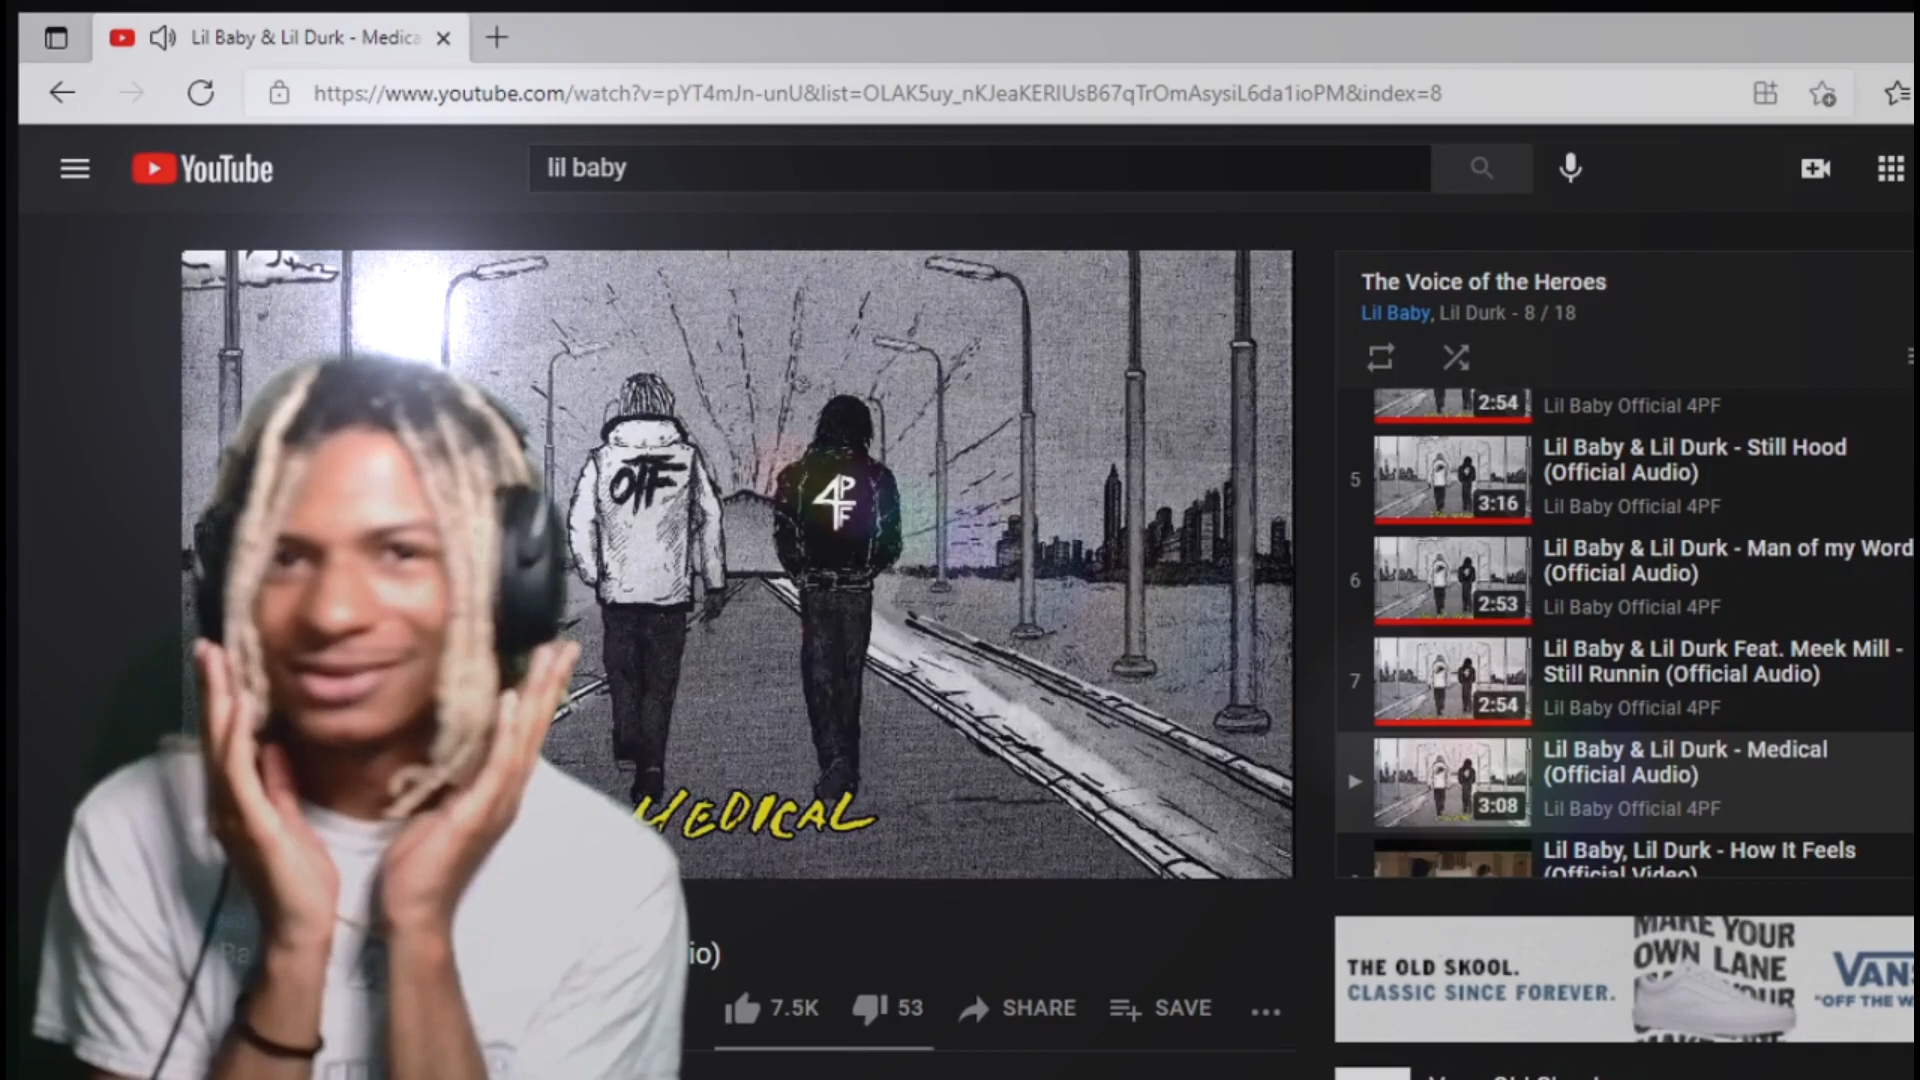 Lil Baby & Lil Durk - Medica
https://www.youtube.com/watch?v=pYT4mJn-unU&list=OLAK5uy_nKJeaKERIUsB67qTrOmAsysiL6da1ioPM&index=8
YouTube
lil baby
OTF
4PF
MEDICAL
The Voice of the Heroes
Lil Baby, Lil Durk - 8 / 18
2:54
Lil Baby Official 4PF
5
3:16
Lil Baby & Lil Durk - Still Hood
(Official Audio)
Lil Baby Official 4PF
6
2:53
Lil Baby & Lil Durk - Man of my Word
(Official Audio)
Lil Baby Official 4PF
7
2:54
Lil Baby & Lil Durk Feat. Meek Mill -
Still Runnin (Official Audio)
Lil Baby Official 4PF
3:08
Lil Baby & Lil Durk - Medical
(Official Audio)
Lil Baby Official 4PF
Lil Baby, Lil Durk - How It Feels
(Official Video)
io)
7.5K
53
SHARE
SAVE
THE OLD SKOOL.
CLASSIC SINCE FOREVER.
MAKE YOUR
OWN LANE
VANS
"OFF THE W